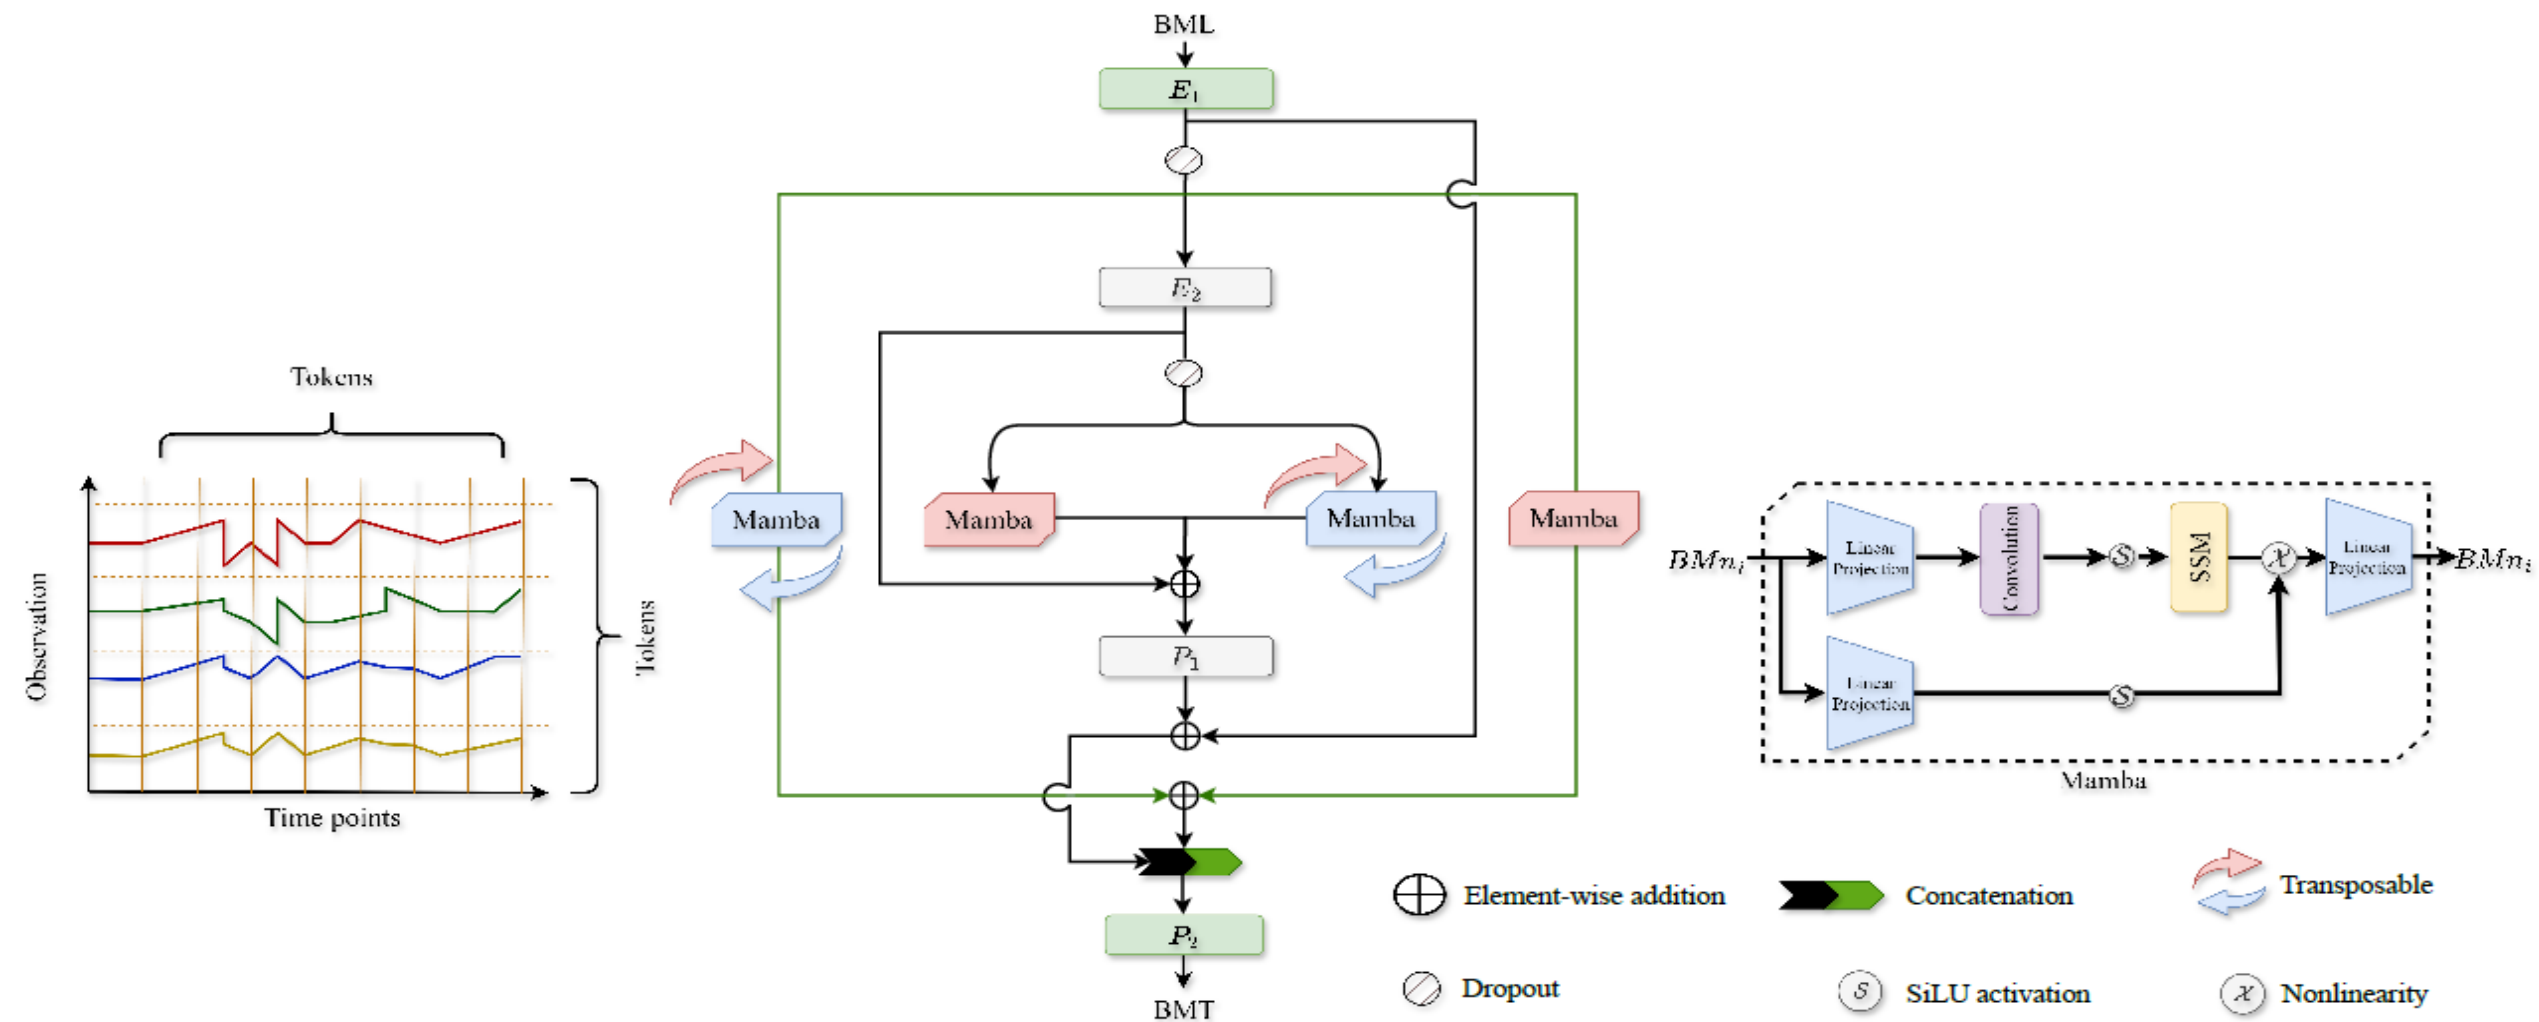 BML
E₁
E₂
Tokens
Mamba
Mamba
Mamba
Mamba
Observation
Tokens
Time points
P₁
P₂
BMT
BMnᵢ
Linear
Projection
Convolution
S
SSM
X
Linear
Projection
BMnᵢ
Linear
Projection
S
Mamba
Element-wise addition
Concatenation
Transposable
Dropout
S
SiLU activation
X
Nonlinearity